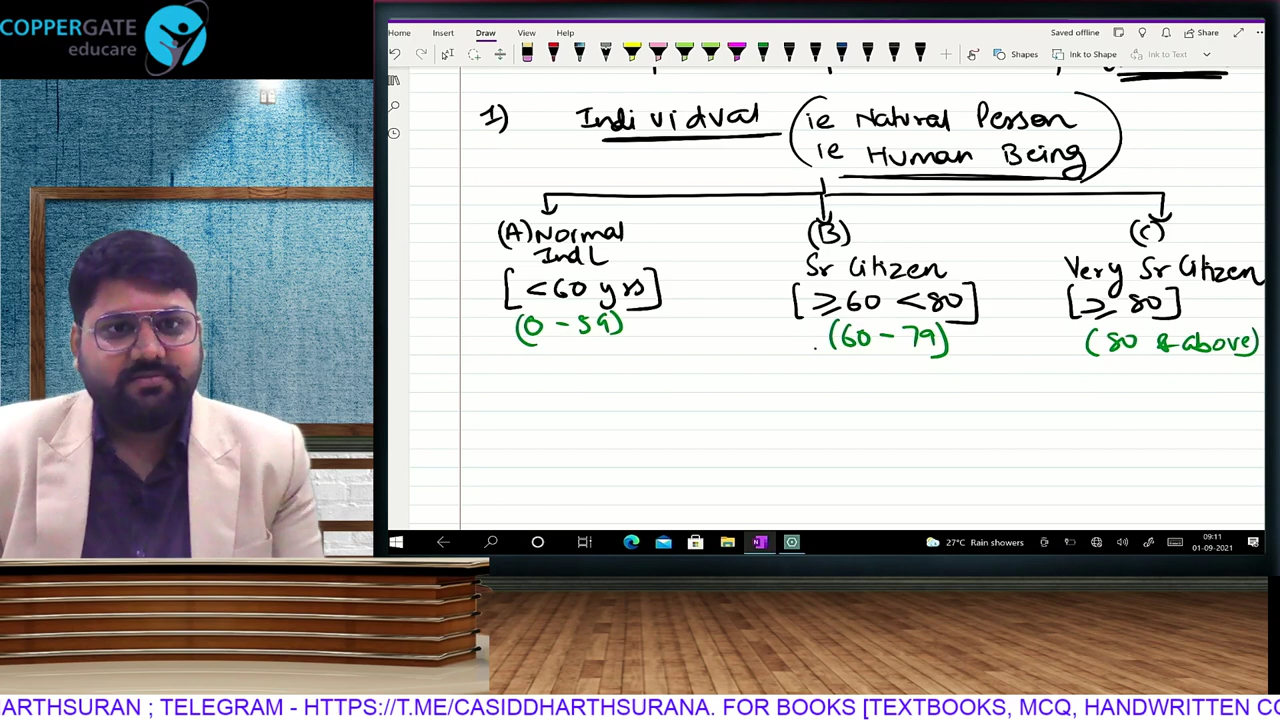 COPPERGATE
educare
Home Insert Draw View Help
Saved offline
Share
Shapes
Ink to Shape
Ink to Text
1) Individual (ie Natural Person
ie Human Being)
(A) Normal
Indl
[<60 yrs]
(0 - 59)
(B)
Sr Citizen
[≥60 <80]
(60 - 79)
(C)
Very Sr Citizen
[≥ 80]
(80 & above)
27°C Rain showers
09:11
01-09-2021
HARTHSURAN ; TELEGRAM - HTTPS://T.ME/CASIDDHARTHSURANA. FOR BOOKS [TEXTBOOKS, MCQ, HANDWRITTEN CO